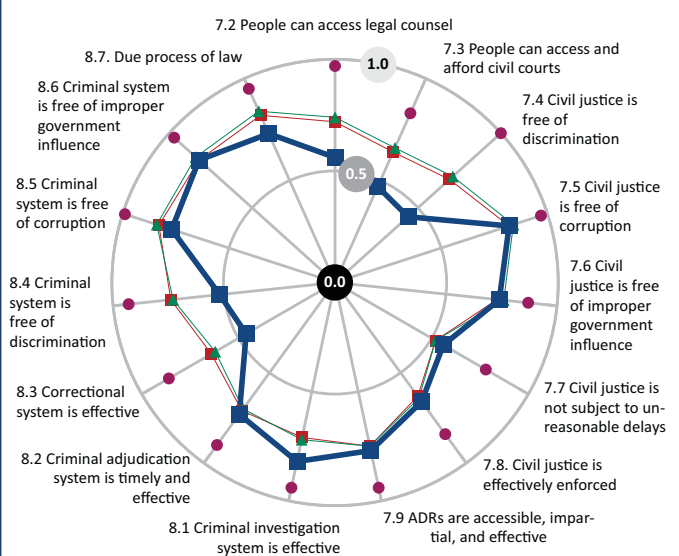 7.2 People can access legal counsel
7.3 People can access and
afford civil courts
7.4 Civil justice is
free of
discrimination
7.5 Civil justice
is free of
corruption
7.6 Civil
justice is free
of improper
government
influence
7.7 Civil justice is
not subject to un-
reasonable delays
7.8. Civil justice is
effectively enforced
7.9 ADRs are accessible, impar-
tial, and effective
8.1 Criminal investigation
system is effective
8.2 Criminal adjudication
system is timely and
effective
8.3 Correctional
system is effective
8.4 Criminal
system is
free of
discrimination
8.5 Criminal
system is free
of corruption
8.6 Criminal system
is free of improper
government
influence
8.7. Due process of law
1.0
0.5
0.0